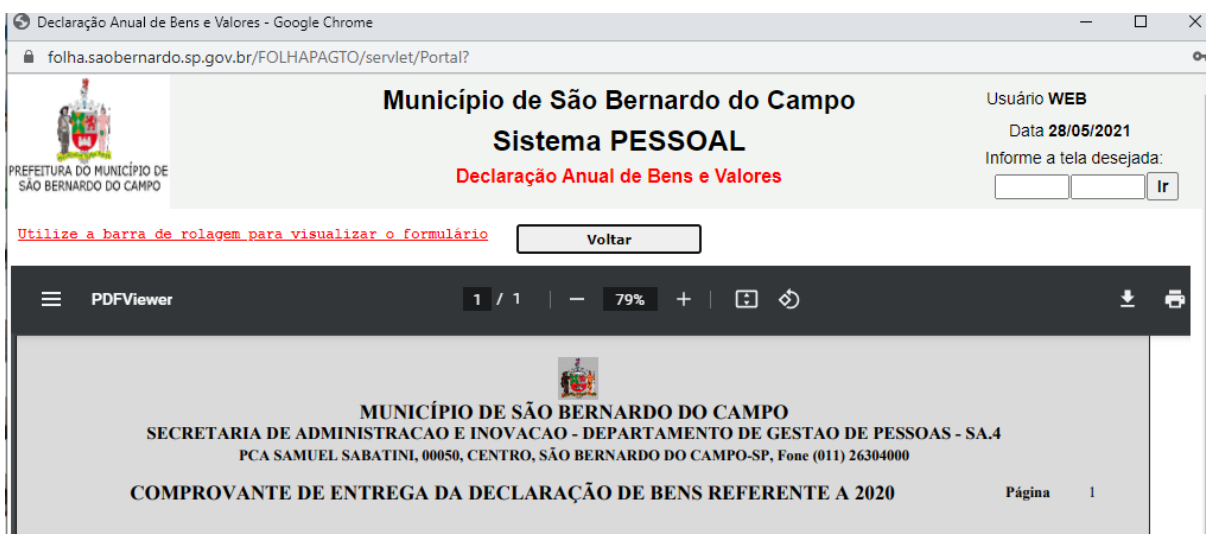 Declaração Anual de Bens e Valores - Google Chrome
folha.saobernardo.sp.gov.br/FOLHAPAGTO/servlet/Portal?
PREFEITURA DO MUNICÍPIO DE
SÃO BERNARDO DO CAMPO
Município de São Bernardo do Campo
Sistema PESSOAL
Declaração Anual de Bens e Valores
Usuário WEB
Data 28/05/2021
Informe a tela desejada:
Ir
Utilize a barra de rolagem para visualizar o formulário
Voltar
PDFViewer
1 / 1
79%
MUNICÍPIO DE SÃO BERNARDO DO CAMPO
SECRETARIA DE ADMINISTRACAO E INOVACAO - DEPARTAMENTO DE GESTAO DE PESSOAS - SA.4
PCA SAMUEL SABATINI, 00050, CENTRO, SÃO BERNARDO DO CAMPO-SP, Fone (011) 26304000
COMPROVANTE DE ENTREGA DA DECLARAÇÃO DE BENS REFERENTE A 2020 Página 1